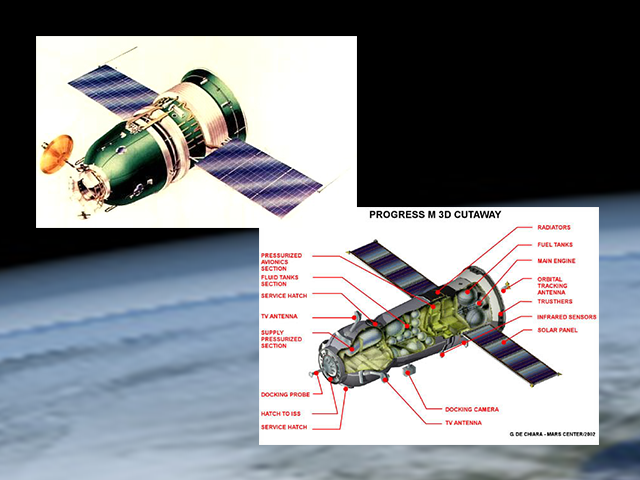 PROGRESS M 3D CUTAWAY
RADIATORS
FUEL TANKS
MAIN ENGINE
ORBITAL
TRACKING
ANTENNA
TRUSTHERS
INFRARED SENSORS
SOLAR PANEL
PRESSURIZED
AVIONICS
SECTION
FLUID TANKS
SECTION
SERVICE HATCH
TV ANTENNA
SUPPLY
PRESSURIZED
SECTION
DOCKING PROBE
HATCH TO ISS
SERVICE HATCH
DOCKING CAMERA
TV ANTENNA
G. DE CHIARA - MARS CENTER/2002